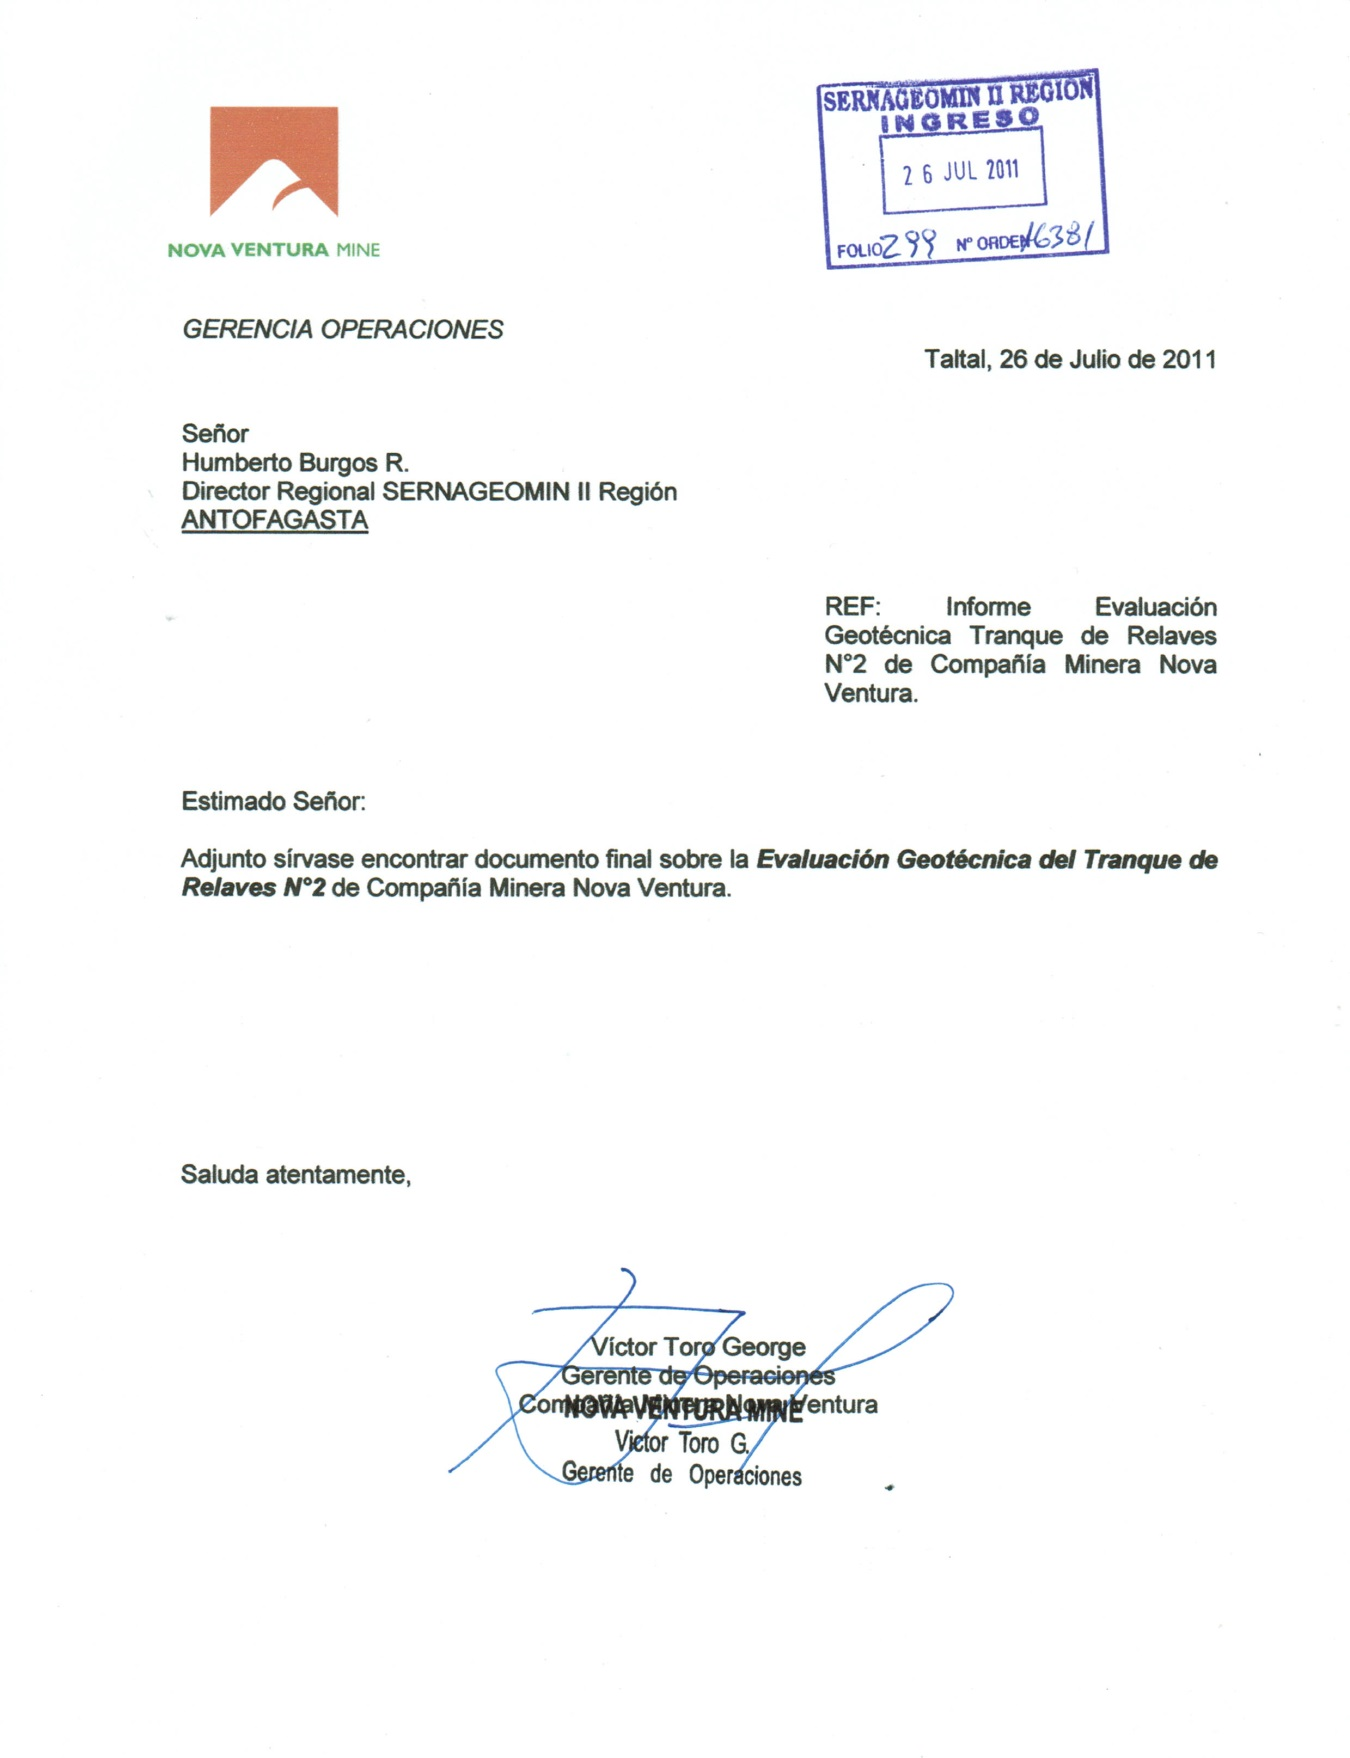 SERNAGEOMIN II REGION
INGRESO
26 JUL 2011
FOLIO 299 Nº ORDEN 16381
NOVA VENTURA MINE
GERENCIA OPERACIONES
Taltal, 26 de Julio de 2011
Señor
Humberto Burgos R.
Director Regional SERNAGEOMIN II Región
ANTOFAGASTA
REF: Informe Evaluación
Geotécnica Tranque de Relaves
N°2 de Compañía Minera Nova
Ventura.
Estimado Señor:
Adjunto sírvase encontrar documento final sobre la Evaluación Geotécnica del Tranque de
Relaves N°2 de Compañía Minera Nova Ventura.
Saluda atentamente,
Víctor Toro George
Gerente de Operaciones
Compañía Minera Nova Ventura
NOVA VENTURA MINE
Victor Toro G.
Gerente de Operaciones